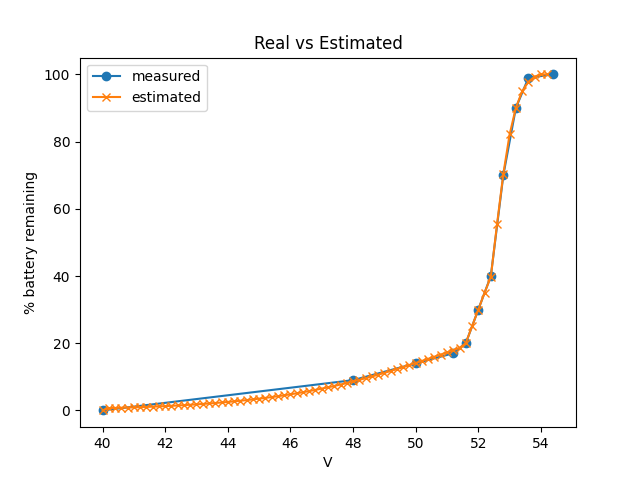 Real vs Estimated
measured
estimated
% battery remaining
100
80
60
40
20
0
40 42 44 46 48 50 52 54
V